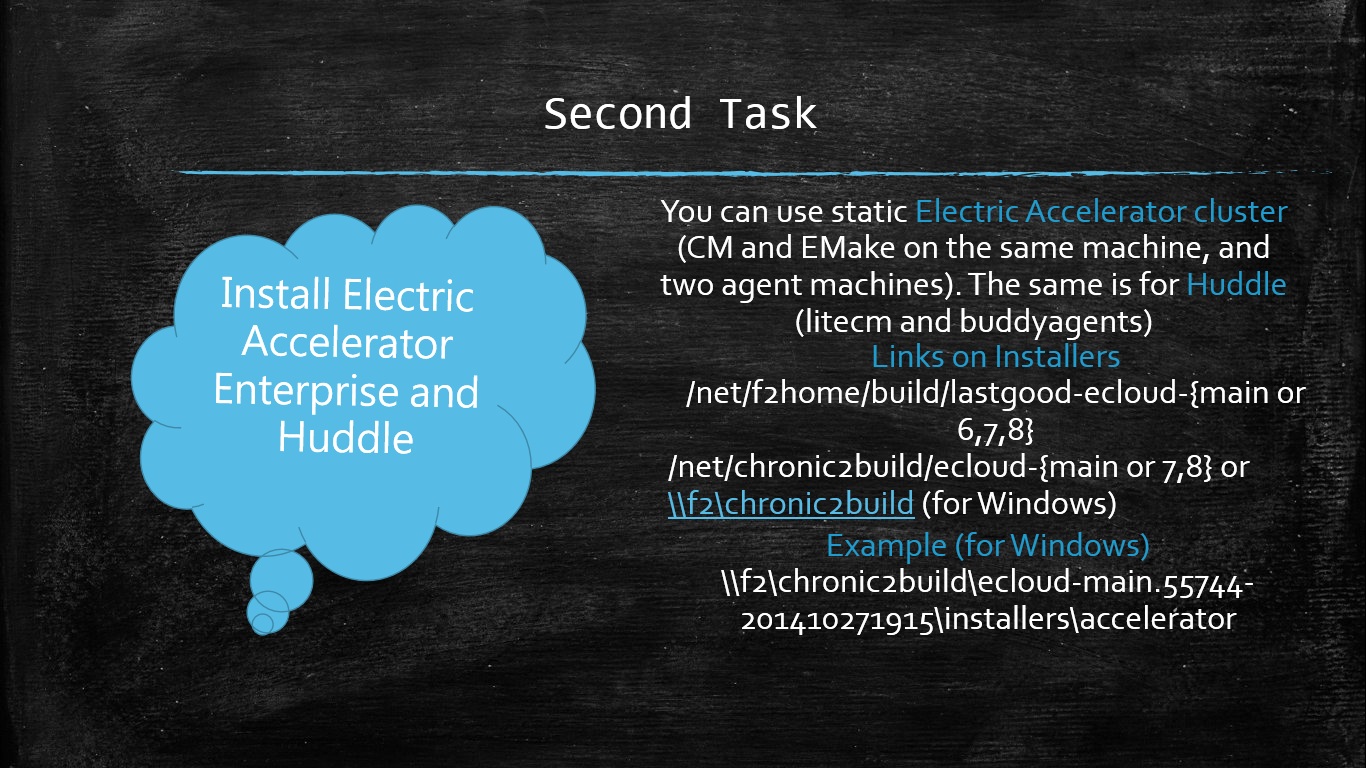 Second Task
Install Electric
Accelerator
Enterprise and
Huddle
You can use static Electric Accelerator cluster
(CM and EMake on the same machine, and
two agent machines). The same is for Huddle
(litecm and buddyagents)
Links on Installers
/net/f2home/build/lastgood-ecloud-{main or
6,7,8}
/net/chronic2build/ecloud-{main or 7,8} or
\\f2\chronic2build (for Windows)
Example (for Windows)
\\f2\chronic2build\ecloud-main.55744-
201410271915\installers\accelerator